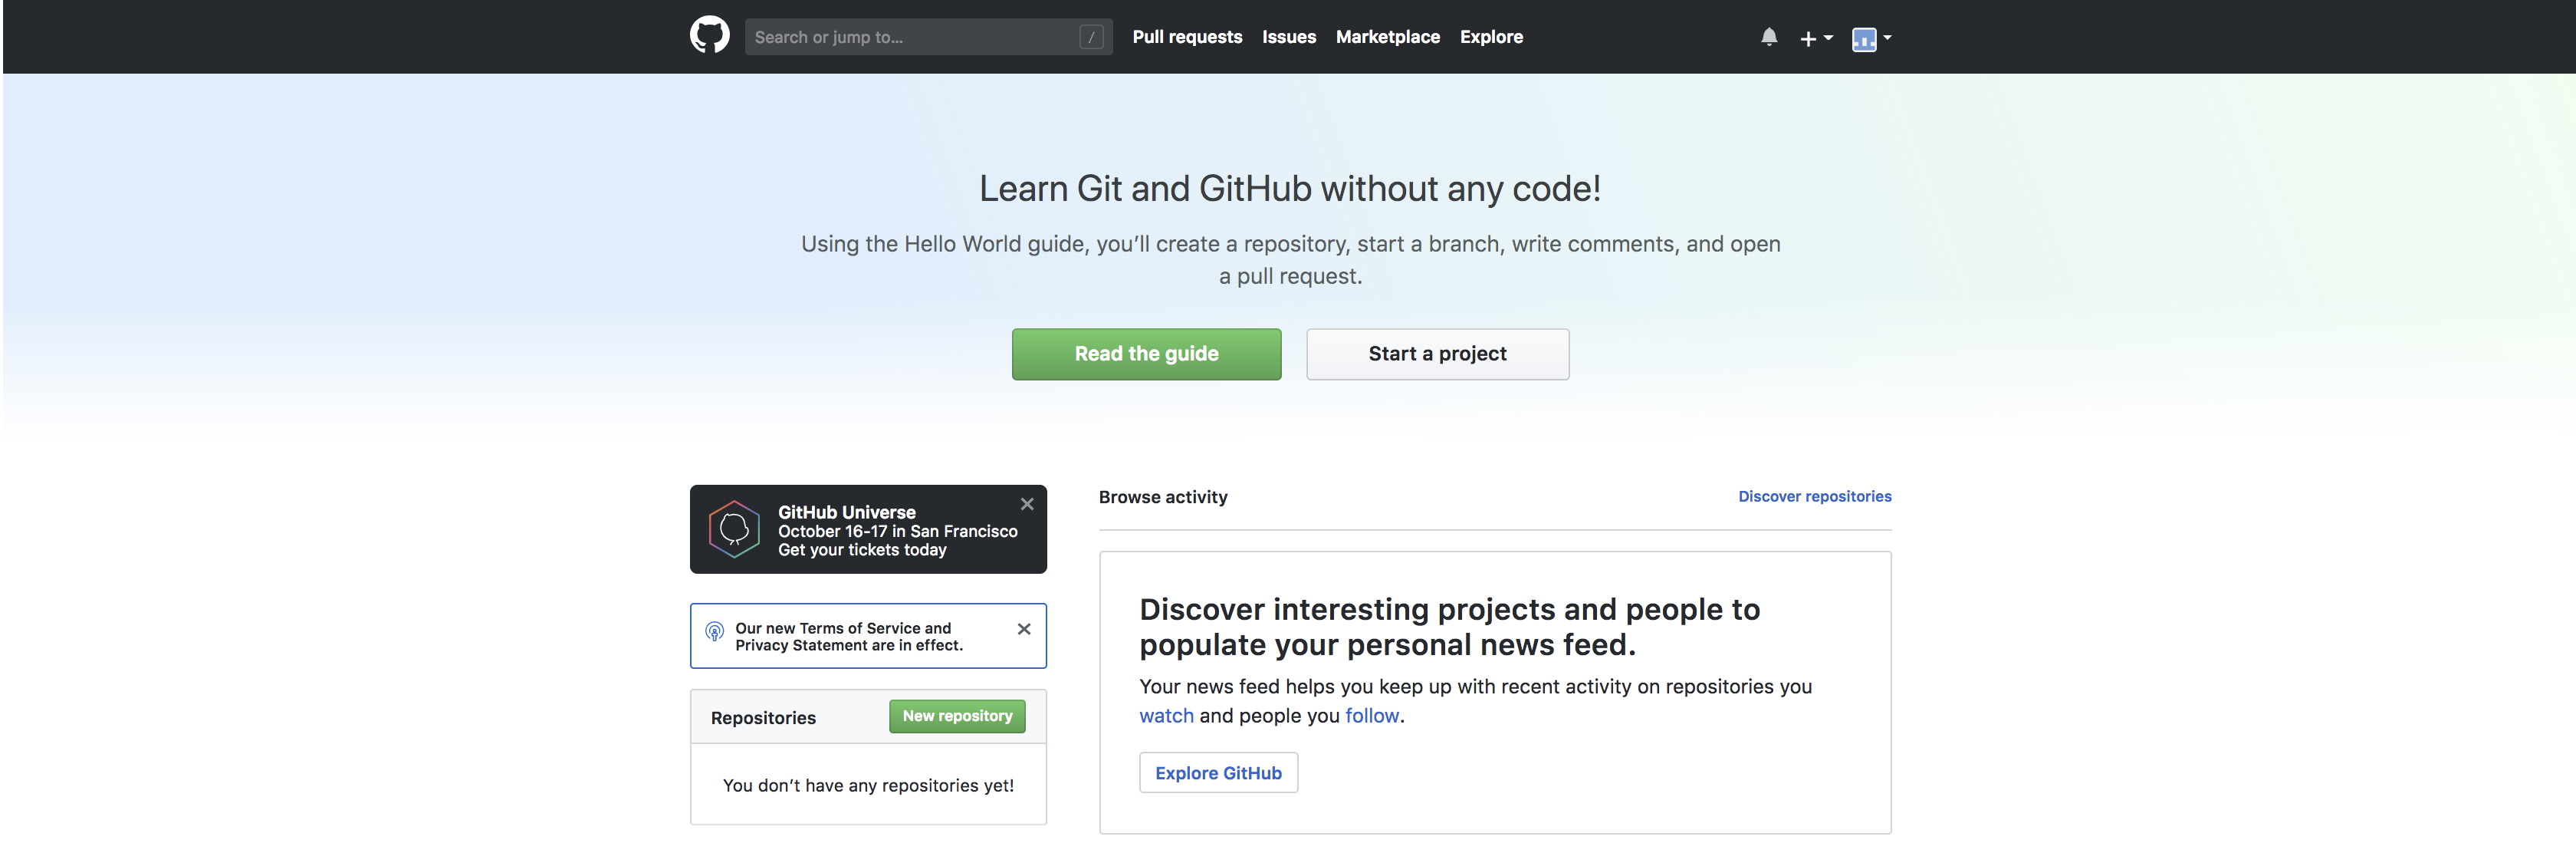 Search or jump to... /
Pull requests Issues Marketplace Explore
Learn Git and GitHub without any code!
Using the Hello World guide, you’ll create a repository, start a branch, write comments, and open
a pull request.
Read the guide
Start a project
GitHub Universe
October 16-17 in San Francisco
Get your tickets today
Our new Terms of Service and
Privacy Statement are in effect.
Repositories
New repository
You don’t have any repositories yet!
Browse activity
Discover repositories
Discover interesting projects and people to
populate your personal news feed.
Your news feed helps you keep up with recent activity on repositories you
watch and people you follow.
Explore GitHub